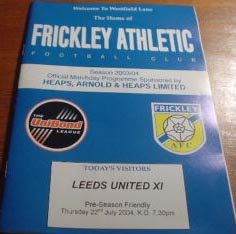 Welcome To Westfield Lane
The Home of
FRICKLEY ATHLETIC
FOOTBALL CLUB
Season 2003/04
Official Matchday Programme Sponsored by
HEAPS, ARNOLD & HEAPS LIMITED
THE
UniBond
LEAGUE
FRICKLEY
AFC
TODAY'S VISITORS
LEEDS UNITED XI
Pre-Season Friendly
Thursday 22nd July 2004. K.O. 7.30pm